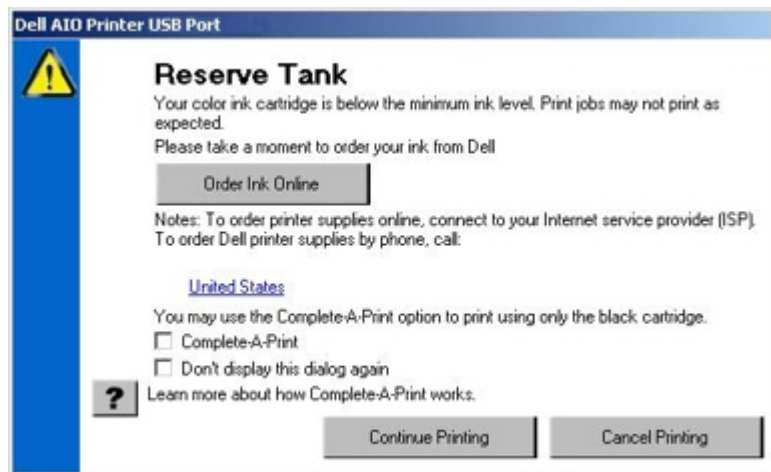 Dell AIO Printer USB Port
Reserve Tank
Your color ink cartridge is below the minimum ink level. Print jobs may not print as
expected.
Please take a moment to order your ink from Dell
Order Ink Online
Notes: To order printer supplies online, connect to your Internet service provider (ISP).
To order Dell printer supplies by phone, call:
United States
You may use the Complete-A-Print option to print using only the black cartridge.
Complete-A-Print
Don't display this dialog again
? Learn more about how Complete-A-Print works.
Continue Printing Cancel Printing